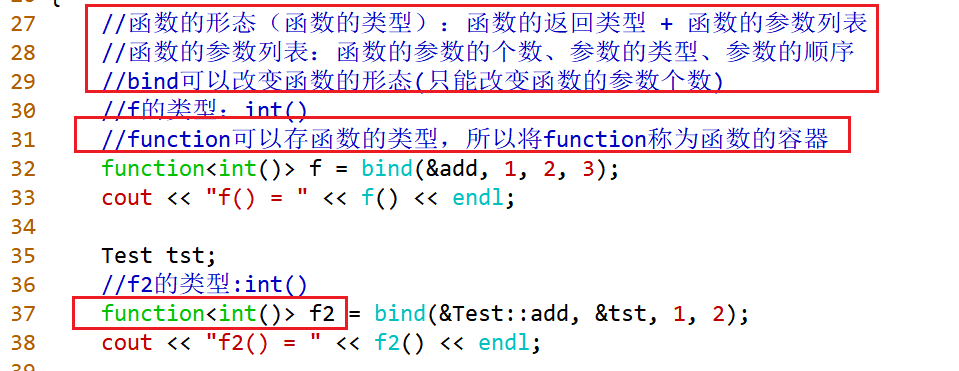 27 //函数的形态（函数的类型）：函数的返回类型 + 函数的参数列表
28 //函数的参数列表：函数的参数的个数、参数的类型、参数的顺序
29 //bind可以改变函数的形态(只能改变函数的参数个数)
30 //f的类型：int()
31 //function可以存函数的类型，所以将function称为函数的容器
32 function<int()> f = bind(&add, 1, 2, 3);
33 cout << "f() = " << f() << endl;
34
35 Test tst;
36 //f2的类型:int()
37 function<int()> f2 = bind(&Test::add, &tst, 1, 2);
38 cout << "f2() = " << f2() << endl;